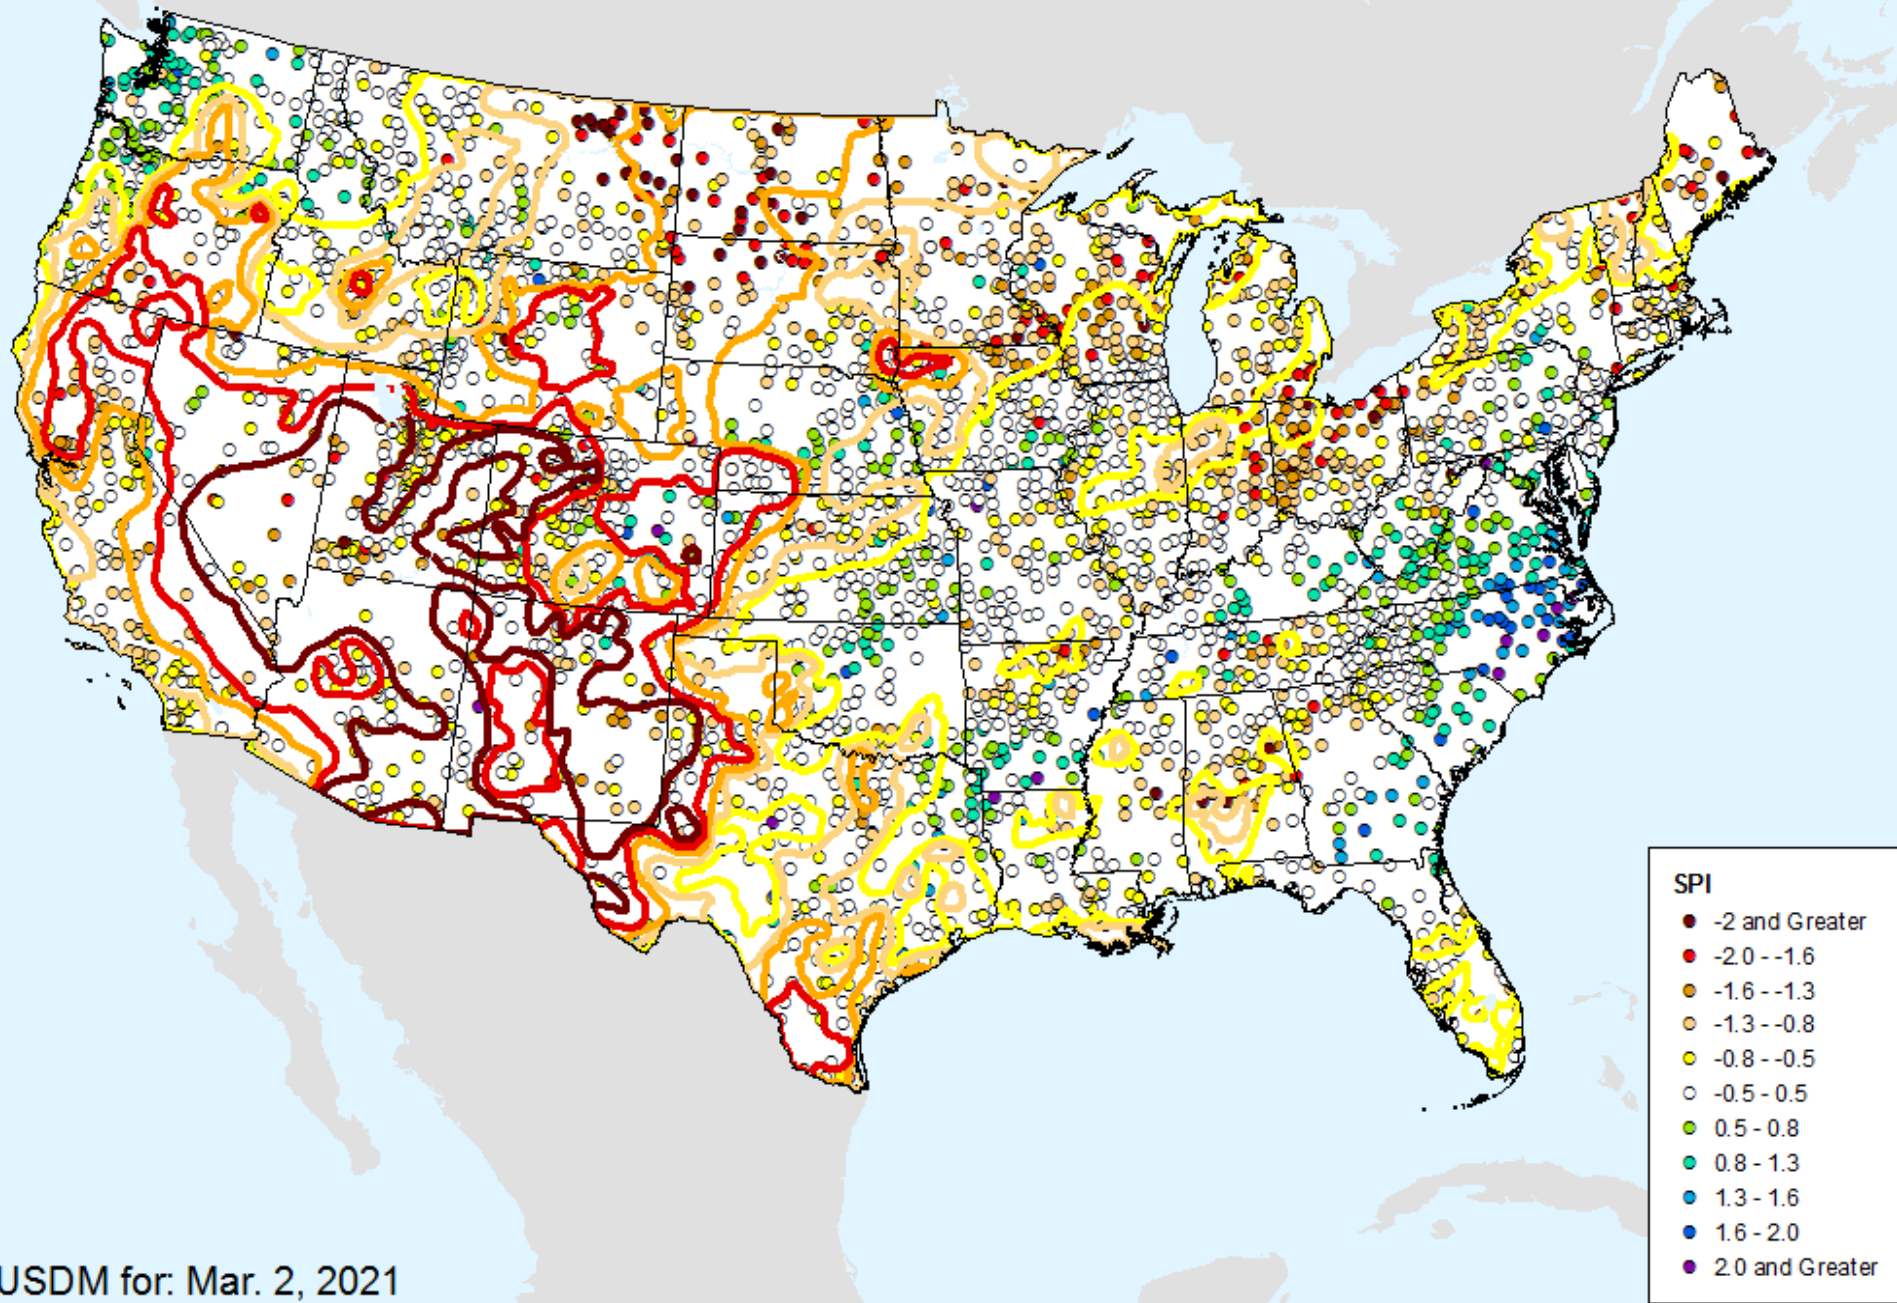 SPI
-2 and Greater
-2.0 - -1.6
-1.6 - -1.3
-1.3 - -0.8
-0.8 - -0.5
-0.5 - 0.5
0.5 - 0.8
0.8 - 1.3
1.3 - 1.6
1.6 - 2.0
2.0 and Greater
USDM for: Mar. 2, 2021